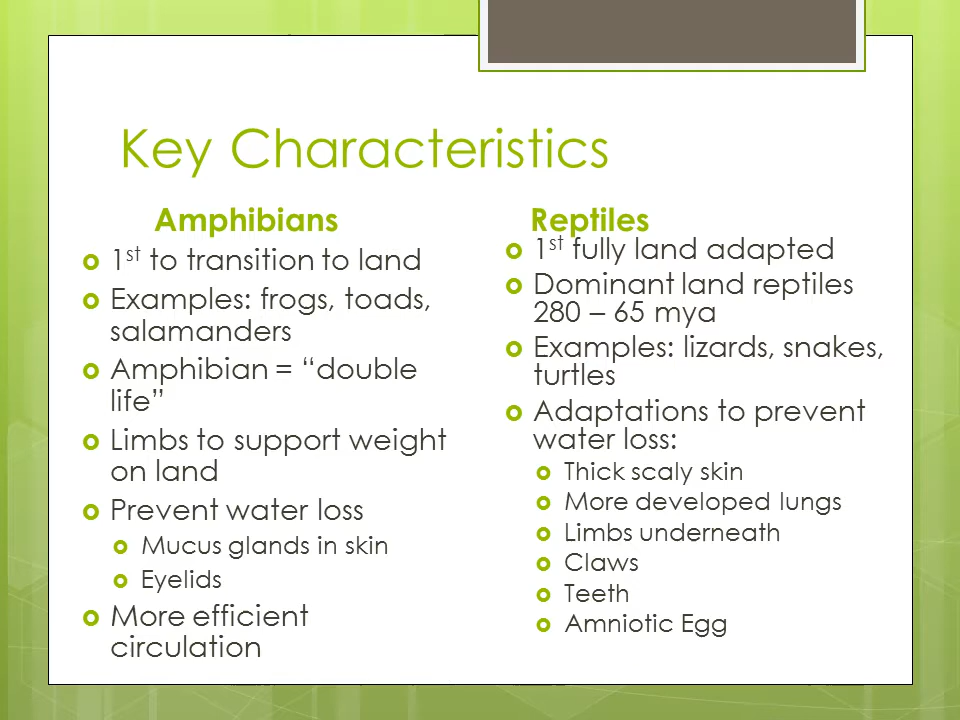 Key Characteristics
Amphibians
1st to transition to land
Examples: frogs, toads,
salamanders
Amphibian = “double
life”
Limbs to support weight
on land
Prevent water loss
Mucus glands in skin
Eyelids
More efficient
circulation
Reptiles
1st fully land adapted
Dominant land reptiles
280 – 65 mya
Examples: lizards, snakes,
turtles
Adaptations to prevent
water loss:
Thick scaly skin
More developed lungs
Limbs underneath
Claws
Teeth
Amniotic Egg